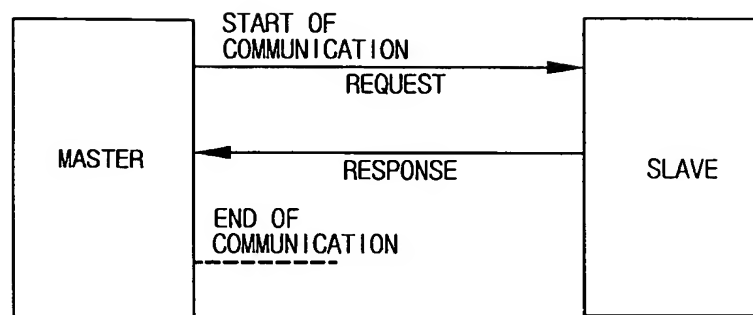 START OF
COMMUNICATION
REQUEST
MASTER
RESPONSE
SLAVE
END OF
COMMUNICATION